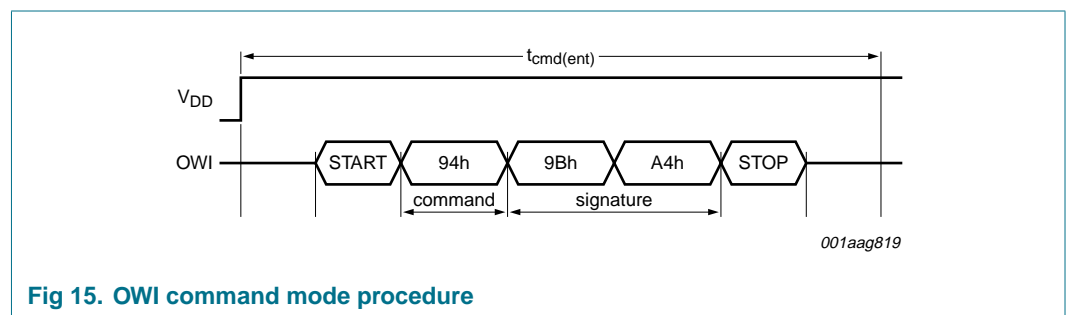 tcmd(ent)
VDD
OWI START 94h 9Bh A4h STOP
command signature
001aag819
Fig 15. OWI command mode procedure